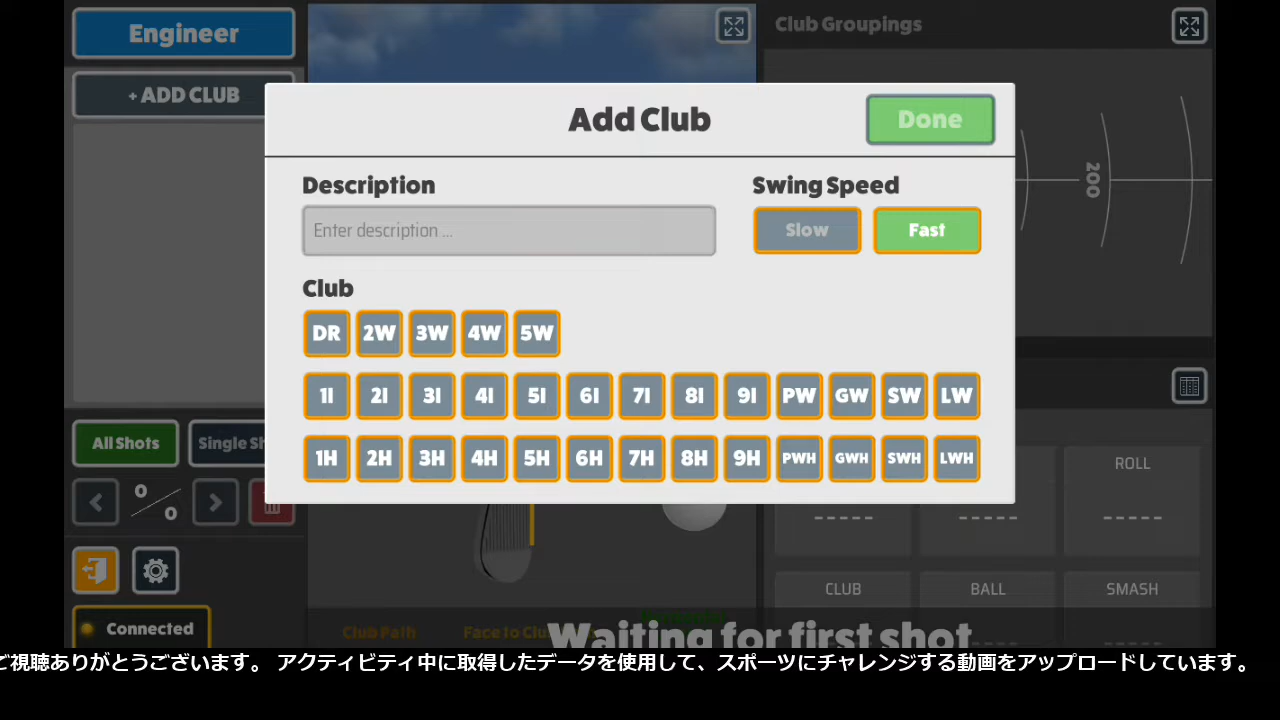 Engineer
Club Groupings
+ ADD CLUB
Add Club
Done
Description
Swing Speed
200
Enter description ...
Slow
Fast
Club
DR 2W 3W 4W 5W
1I 2I 3I 4I 5I 6I 7I 8I 9I PW GW SW LW
All Shots
Single Sh
1H 2H 3H 4H 5H 6H 7H 8H 9H PWH GWH SWH LWH
ROLL
0/0
-----
-----
-----
CLUB
BALL
SMASH
Connected
Club Path
Waiting for first shot
ご視聴ありがとうございます。 アクティビティ中に取得したデータを使用して、スポーツにチャレンジする動画をアップロードしています。